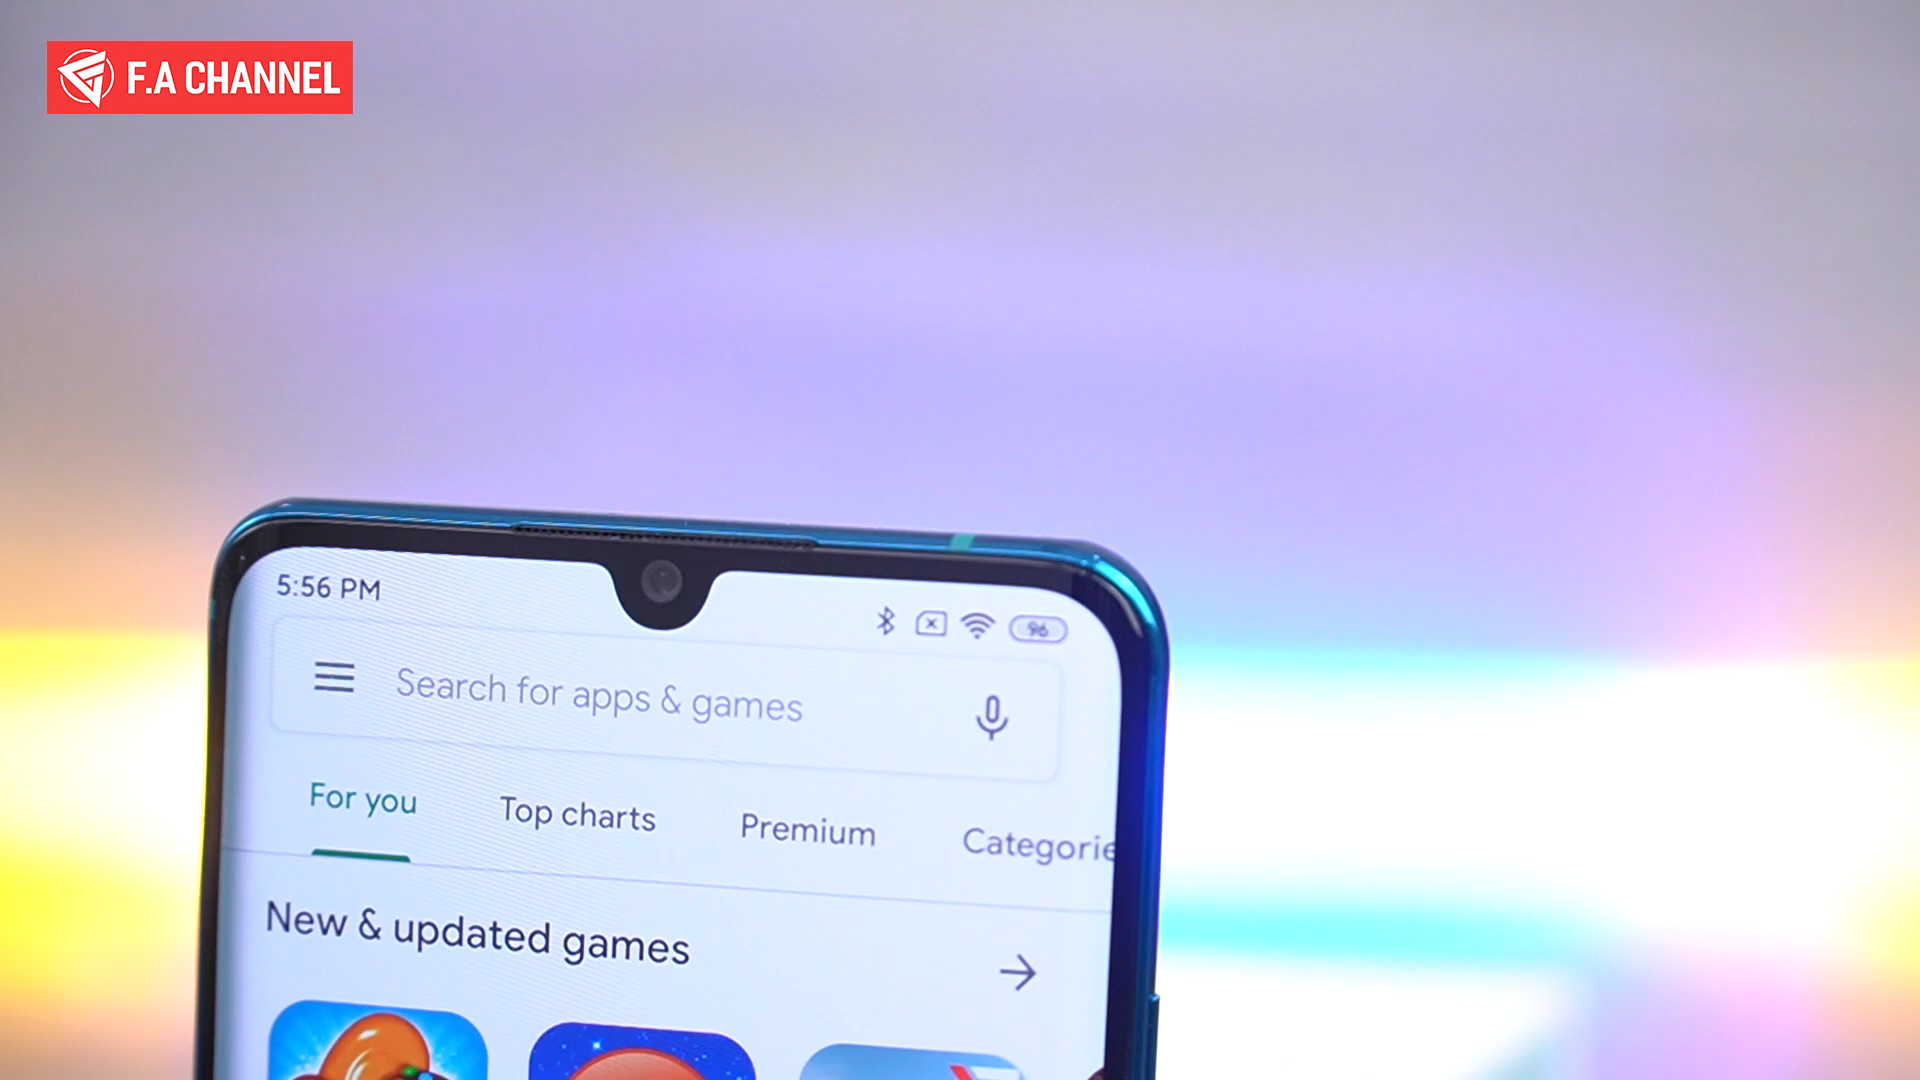 F.A CHANNEL
5:56 PM
96
Search for apps & games
For you Top charts Premium Categorie
New & updated games